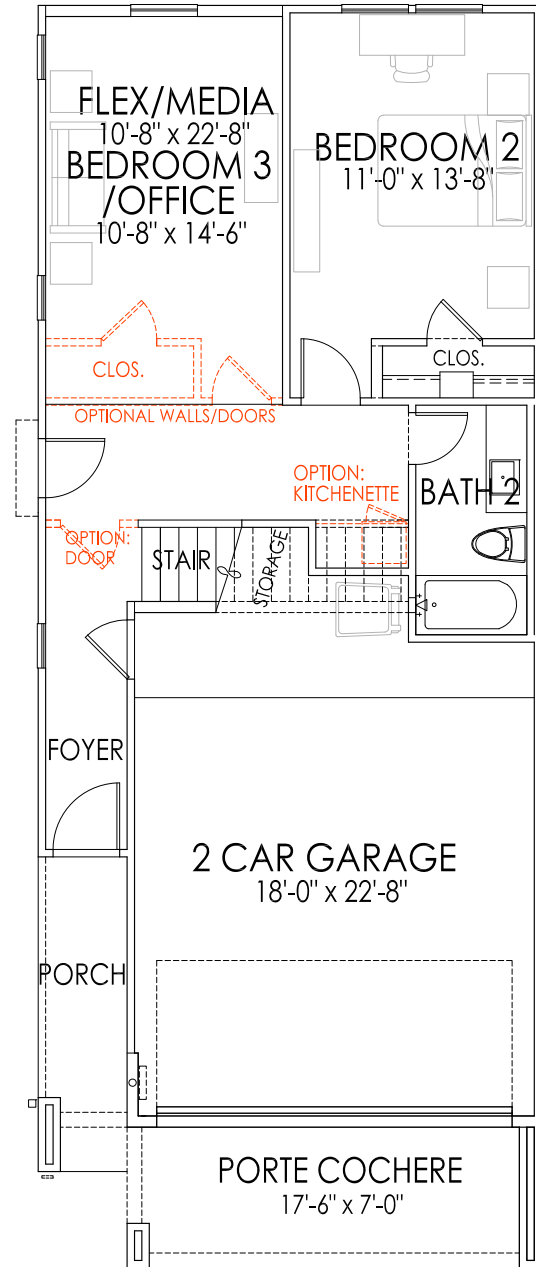 FLEX/MEDIA
10'-8" x 22'-8"
BEDROOM 3
/OFFICE
10'-8" x 14'-6"
BEDROOM 2
11'-0" x 13'-8"
CLOS.
CLOS.
OPTIONAL WALLS/DOORS
OPTION:
KITCHENETTE
BATH 2
OPTION:
DOOR
STAIR
STORAGE
FOYER
2 CAR GARAGE
18'-0" x 22'-8"
PORCH
PORTE COCHERE
17'-6" x 7'-0"